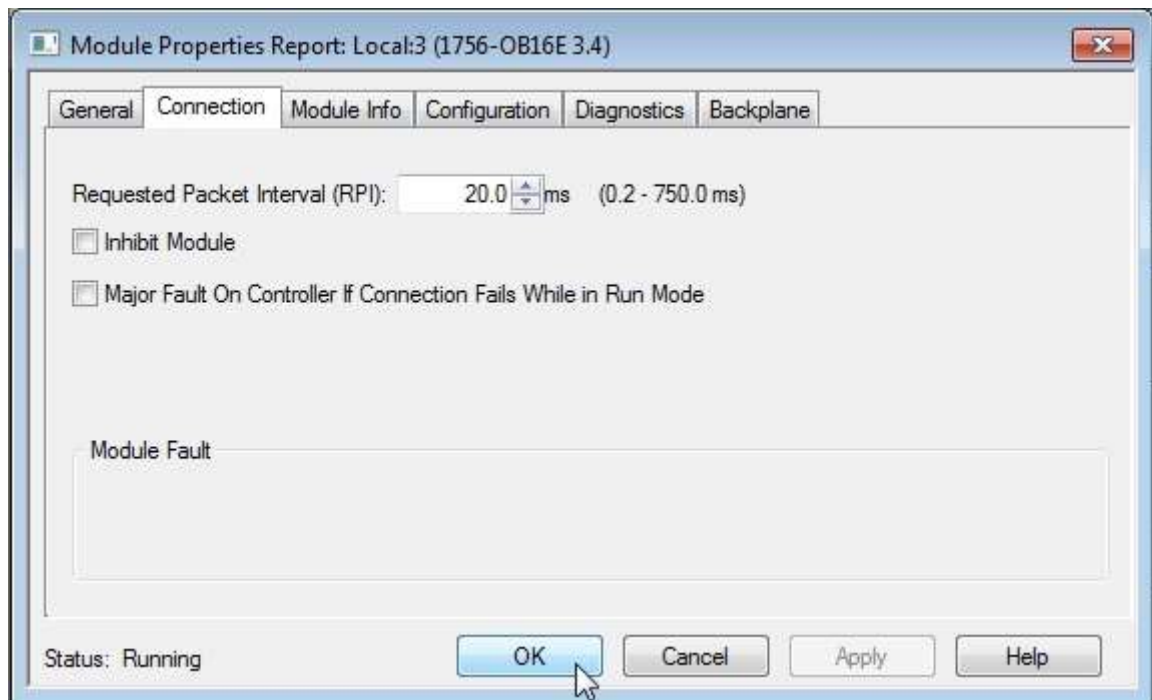 Module Properties Report: Local:3 (1756-OB16E 3.4)
General Connection Module Info Configuration Diagnostics Backplane
Requested Packet Interval (RPI): 20.0 ms (0.2 - 750.0 ms)
Inhibit Module
Major Fault On Controller If Connection Fails While in Run Mode
Module Fault
Status: Running OK Cancel Apply Help